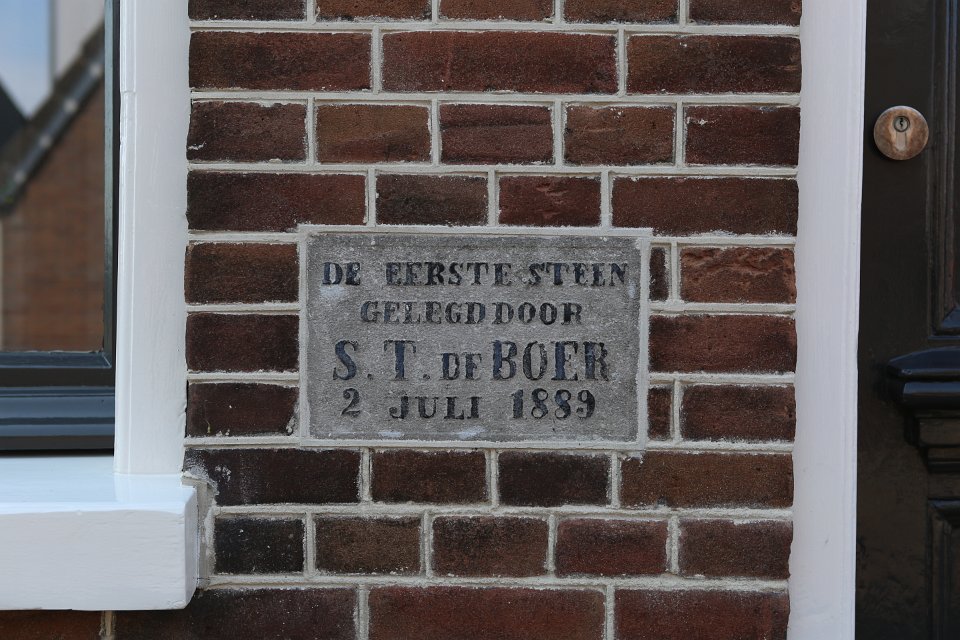 DE EERSTE STEEN
GELEGD DOOR
S. T. DE BOER
2 JULI 1889